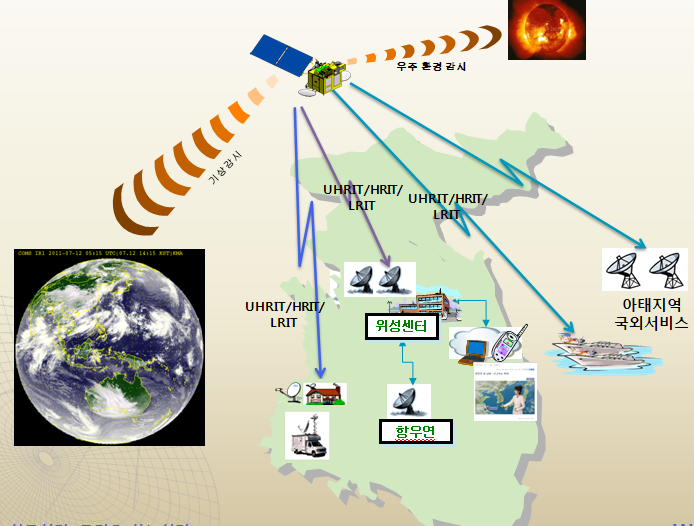 우주 환경 감시
기상감시
UHRIT/HRIT/
LRIT
UHRIT/HRIT/
LRIT
COMS IR1 2011-07-12 05:15 UTC(07.12 14:15 KST)KMA
아태지역
국외서비스
UHRIT/HRIT/
LRIT
위성센터
항우연